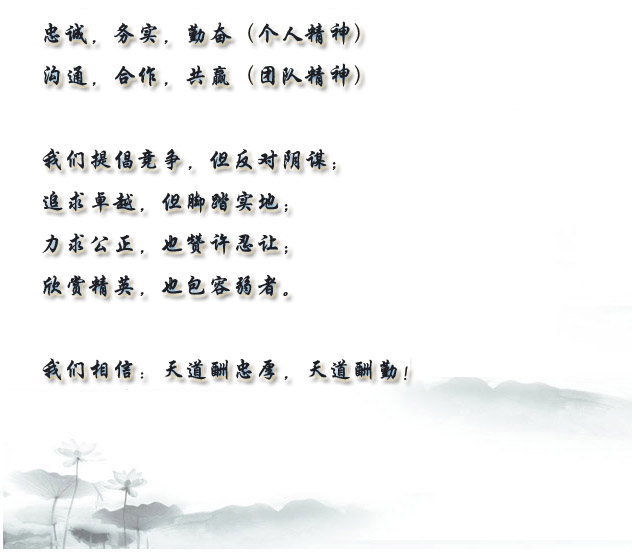 忠诚，务实，勤奋（个人精神）
沟通，合作，共赢（团队精神）
我们提倡竞争，但反对阴谋；
追求卓越，但脚踏实地；
力求公正，也赞许忍让；
欣赏精英，也包容弱者。
我们相信：天道酬忠厚，天道酬勤！